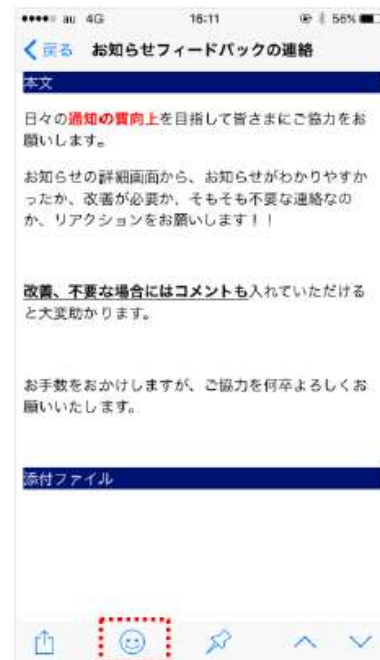 au 4G 16:11 56%
戻る お知らせフィードバックの連絡
本文
日々の通知の質向上を目指して皆さまにご協力をお
願いします。
お知らせの詳細画面から、お知らせがわかりやすか
ったか、改善が必要か、そもそも不要な連絡なの
か、リアクションをお願いします！！
改善、不要な場合にはコメントも入れていただける
と大変助かります。
お手数をおかけしますが、ご協力を何卒よろしくお
願いいたします。
添付ファイル